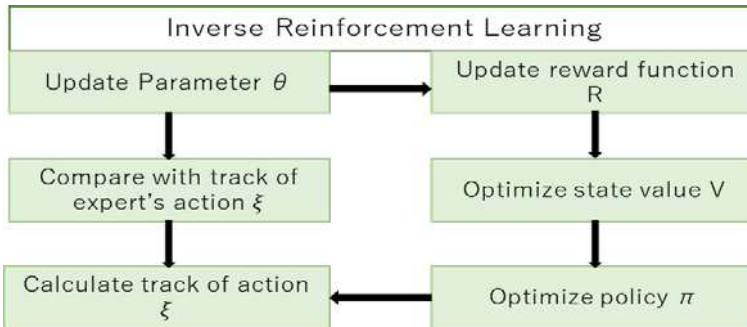 Inverse Reinforcement Learning
Update Parameter θ
Update reward function
R
Compare with track of
expert's action ξ
Optimize state value V
Calculate track of action
ξ
Optimize policy π